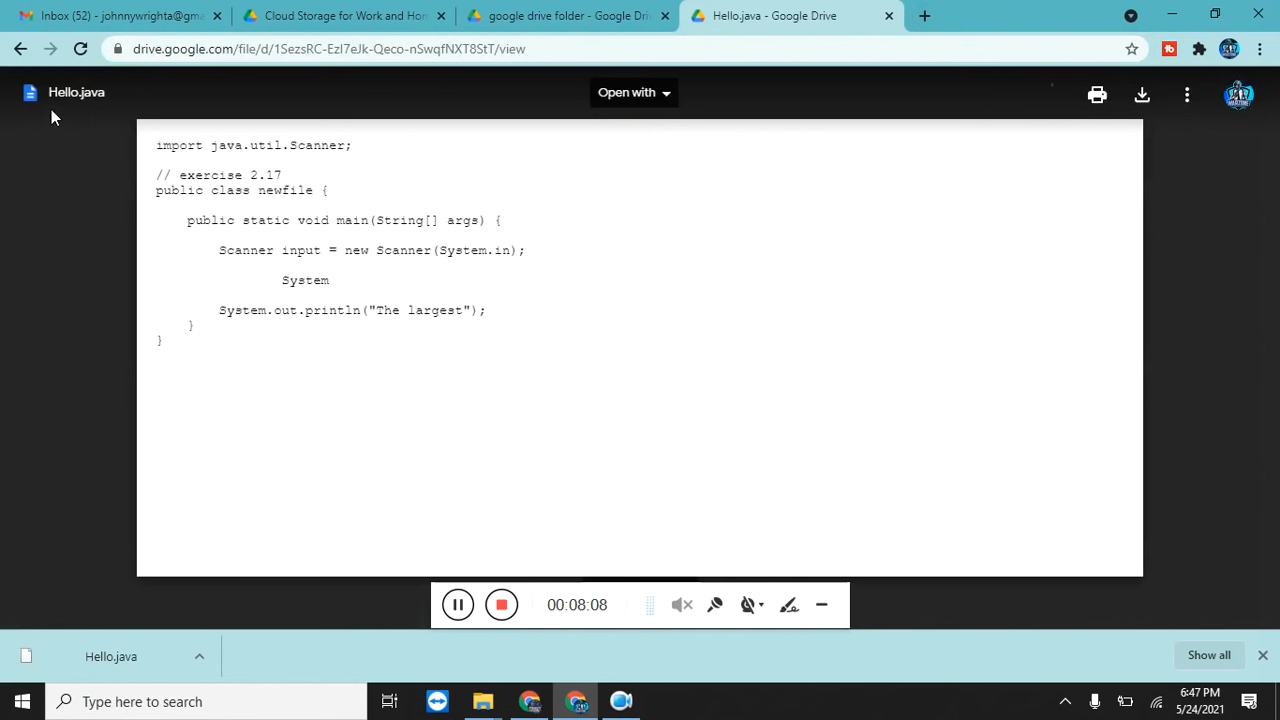 Inbox (52) - johnnywrighta@gma
Cloud Storage for Work and Hom
google drive folder - Google Driv
Hello.java - Google Drive
drive.google.com/file/d/1SezsRC-EzI7eJk-Qeco-nSwqfNXT8StT/view
Hello.java
Open with
import java.util.Scanner;
// exercise 2.17
public class newfile {
public static void main(String[] args) {
Scanner input = new Scanner(System.in);
System
System.out.println("The largest");
}
}
00:08:08
Hello.java
Show all
Type here to search
6:47 PM
5/24/2021